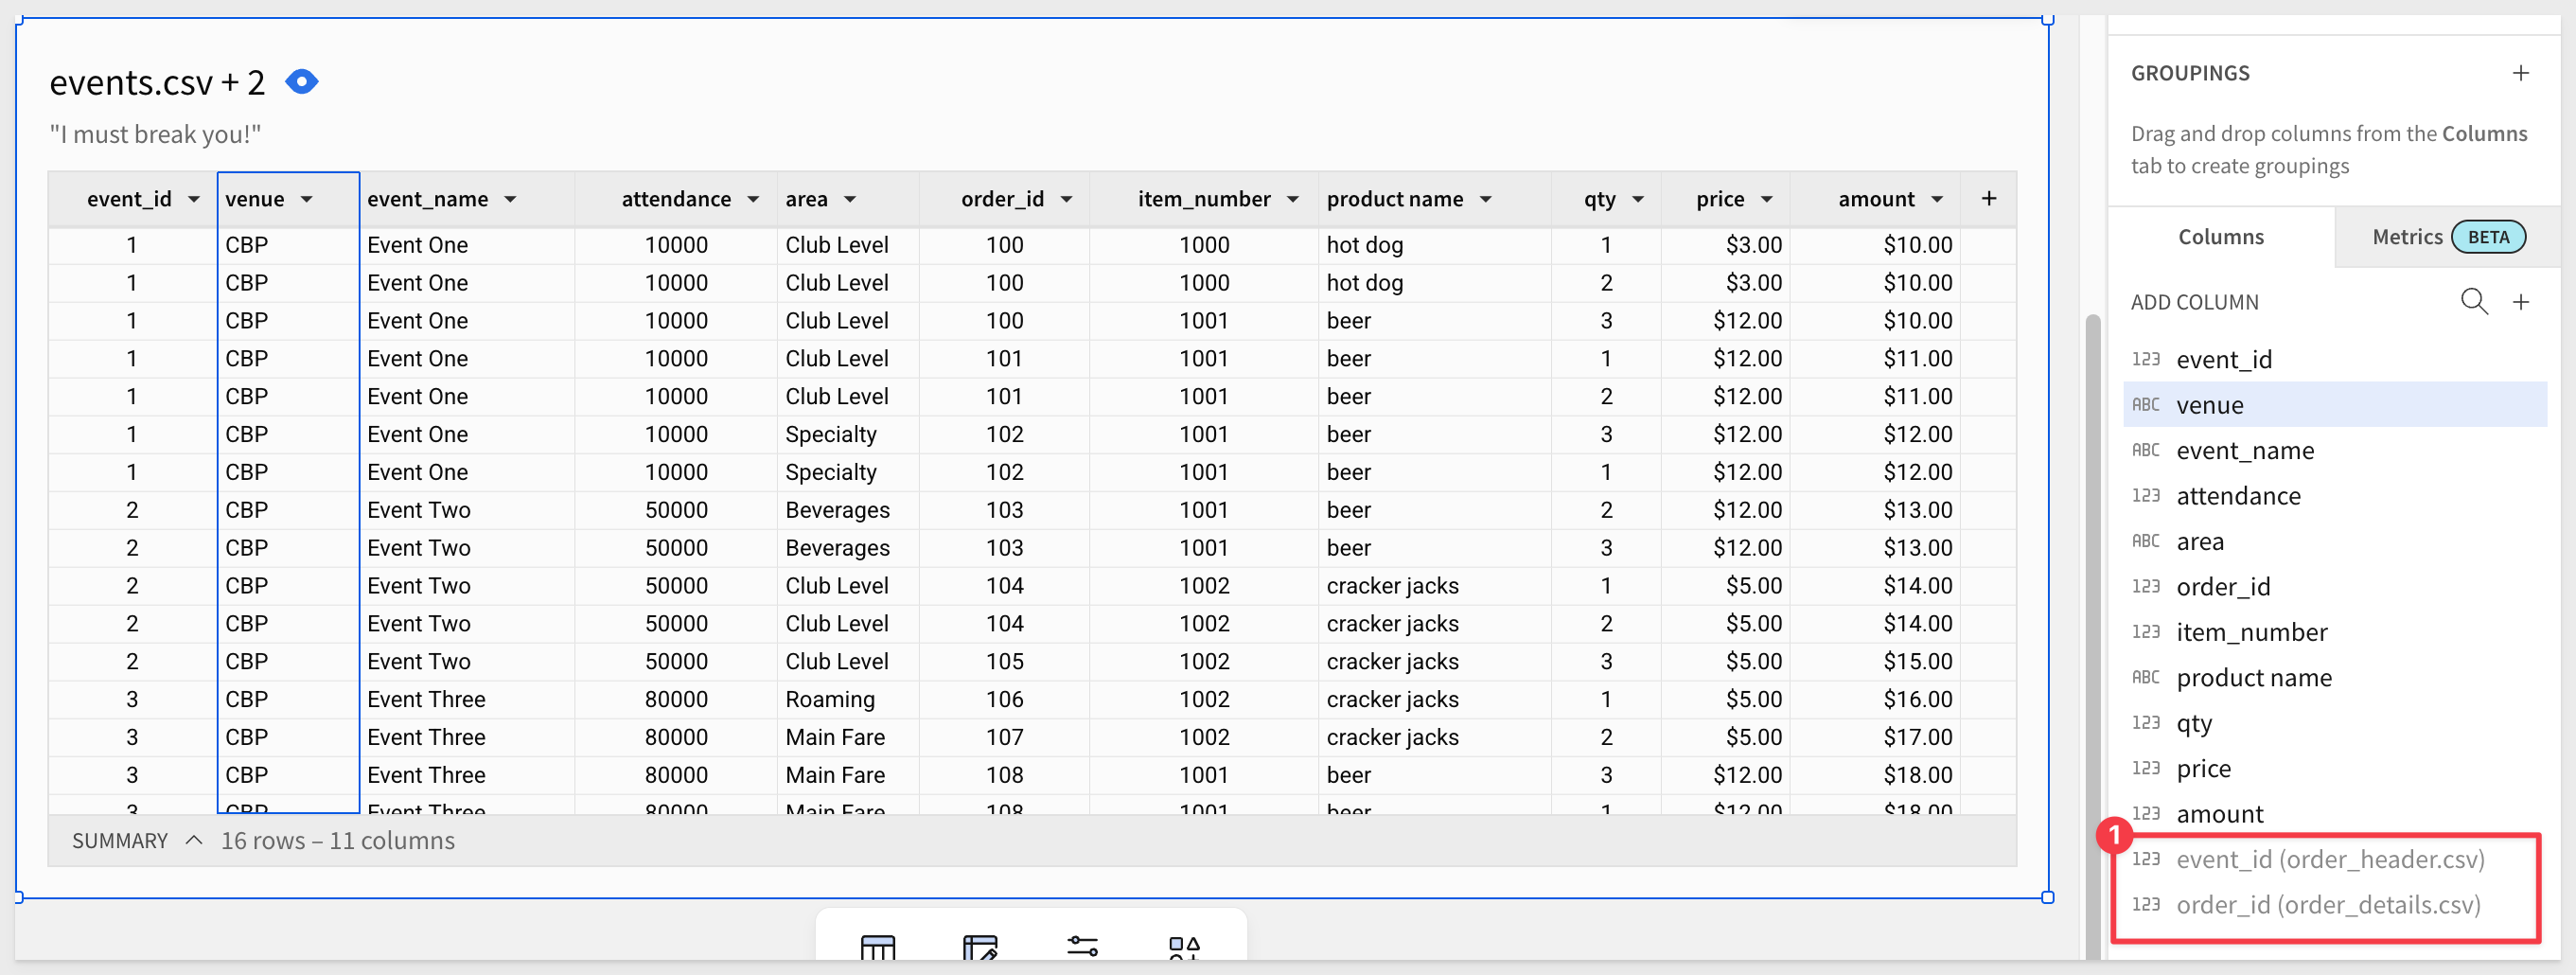 events.csv + 2
"I must break you!"
event_id venue event_name attendance area order_id item_number product name qty price amount +
1 CBP Event One 10000 Club Level 100 1000 hot dog 1 $3.00 $10.00
1 CBP Event One 10000 Club Level 100 1000 hot dog 2 $3.00 $10.00
1 CBP Event One 10000 Club Level 100 1001 beer 3 $12.00 $10.00
1 CBP Event One 10000 Club Level 101 1001 beer 1 $12.00 $11.00
1 CBP Event One 10000 Club Level 101 1001 beer 2 $12.00 $11.00
1 CBP Event One 10000 Specialty 102 1001 beer 3 $12.00 $12.00
1 CBP Event One 10000 Specialty 102 1001 beer 1 $12.00 $12.00
2 CBP Event Two 50000 Beverages 103 1001 beer 2 $12.00 $13.00
2 CBP Event Two 50000 Beverages 103 1001 beer 3 $12.00 $13.00
2 CBP Event Two 50000 Club Level 104 1002 cracker jacks 1 $5.00 $14.00
2 CBP Event Two 50000 Club Level 104 1002 cracker jacks 2 $5.00 $14.00
2 CBP Event Two 50000 Club Level 105 1002 cracker jacks 3 $5.00 $15.00
3 CBP Event Three 80000 Roaming 106 1002 cracker jacks 1 $5.00 $16.00
3 CBP Event Three 80000 Main Fare 107 1002 cracker jacks 2 $5.00 $17.00
3 CBP Event Three 80000 Main Fare 108 1001 beer 3 $12.00 $18.00
3 CBP Event Three 80000 Main Fare 108 1001 beer 1 $12.00 $18.00
SUMMARY 16 rows – 11 columns
GROUPINGS +
Drag and drop columns from the Columns
tab to create groupings
Columns Metrics BETA
ADD COLUMN +
123 event_id
ABC venue
ABC event_name
123 attendance
ABC area
123 order_id
123 item_number
ABC product name
123 qty
123 price
123 amount
1
123 event_id (order_header.csv)
123 order_id (order_details.csv)